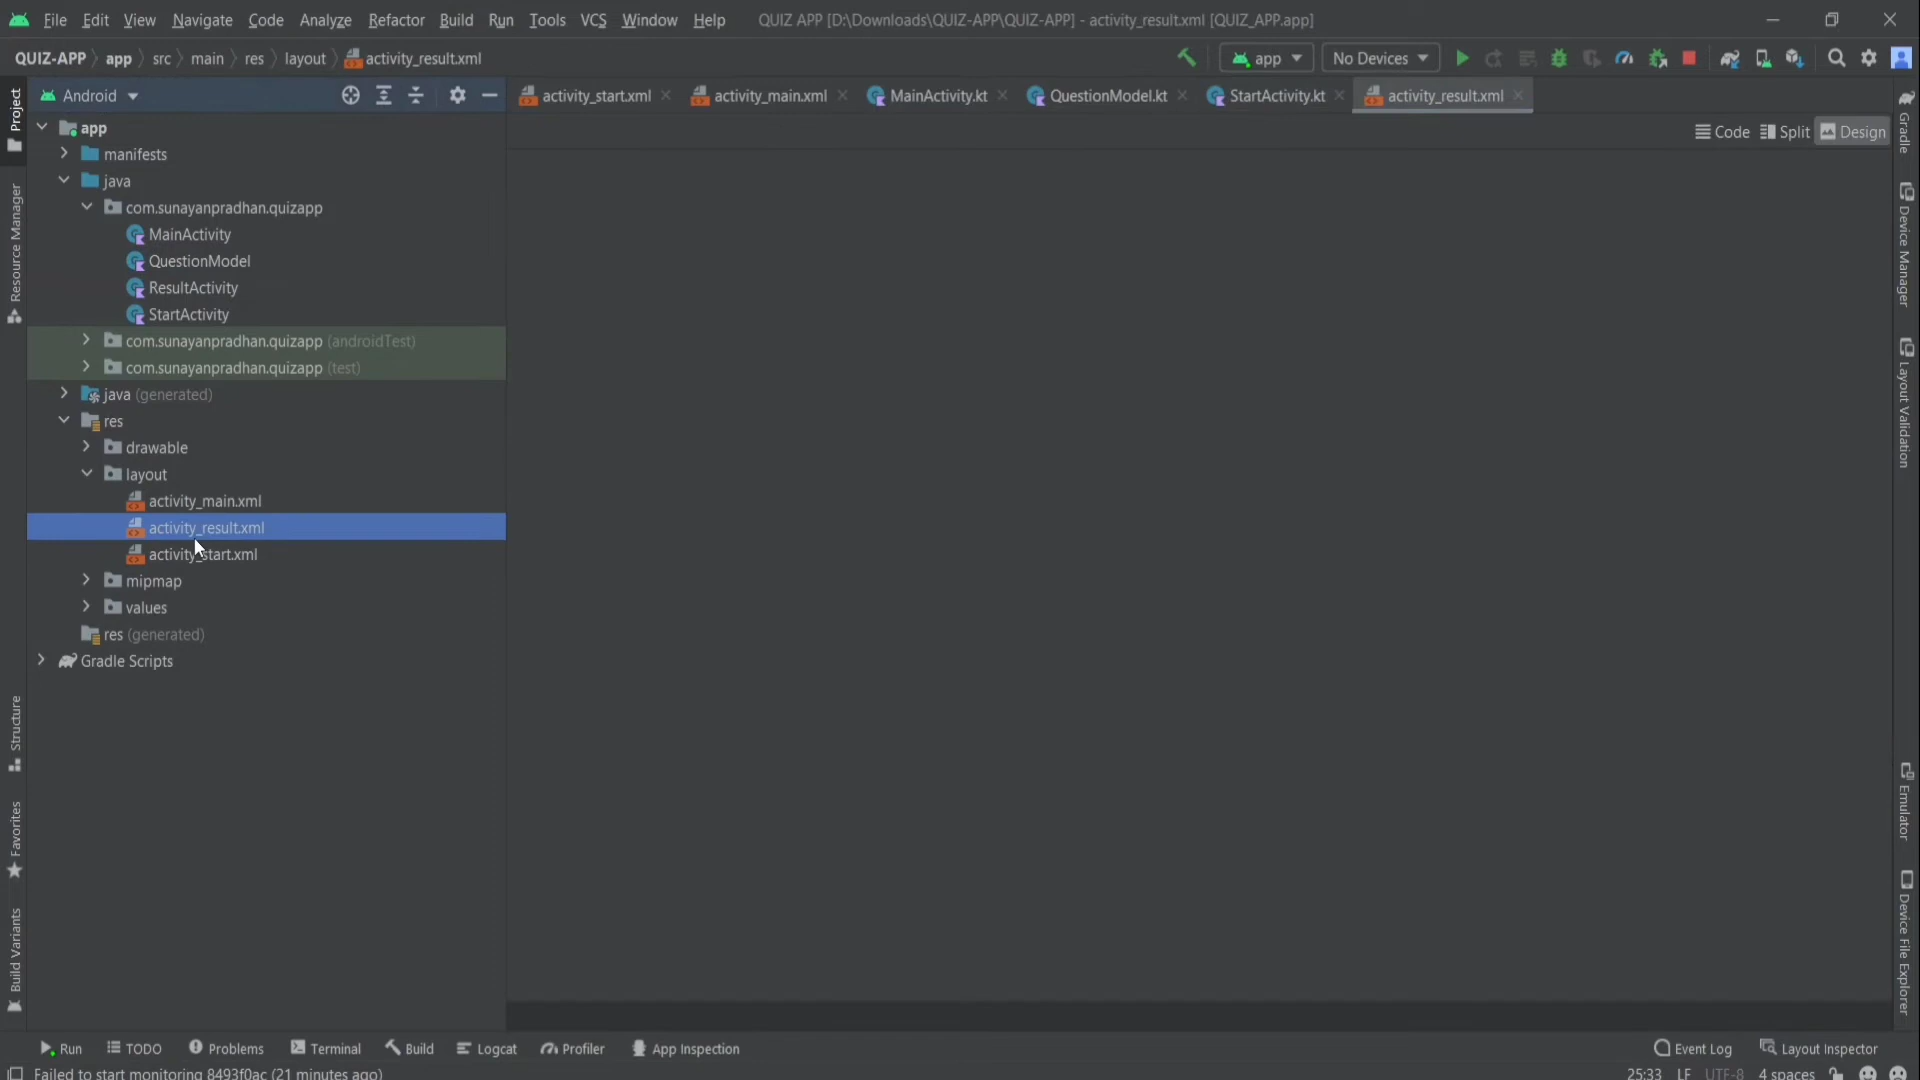 File Edit View Navigate Code Analyze Refactor Build Run Tools VCS Window Help QUIZ APP [D:\Downloads\QUIZ-APP\QUIZ-APP] - activity_result.xml [QUIZ_APP.app]
QUIZ-APP app src main res layout activity_result.xml app No Devices
Android activity_start.xml activity_main.xml MainActivity.kt QuestionModel.kt StartActivity.kt activity_result.xml
Code Split Design
app
manifests
java
com.sunayanpradhan.quizapp
MainActivity
QuestionModel
ResultActivity
StartActivity
com.sunayanpradhan.quizapp (androidTest)
com.sunayanpradhan.quizapp (test)
java (generated)
res
drawable
layout
activity_main.xml
activity_result.xml
activity_start.xml
mipmap
values
res (generated)
Gradle Scripts
Project
Resource Manager
Structure
Favorites
Build Variants
Gradle
Device Manager
Layout Validation
Emulator
Device File Explorer
Run TODO Problems Terminal Build Logcat Profiler App Inspection Event Log Layout Inspector
Failed to start monitoring 8493f0ac (21 minutes ago) 25:33 LF UTF-8 4 spaces